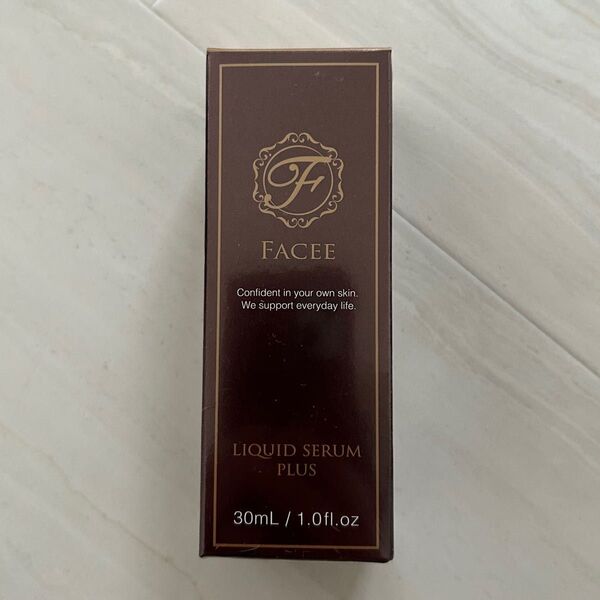 F
FACEE
Confident in your own skin.
We support everyday life.
LIQUID SERUM
PLUS
30mL / 1.0fl.oz